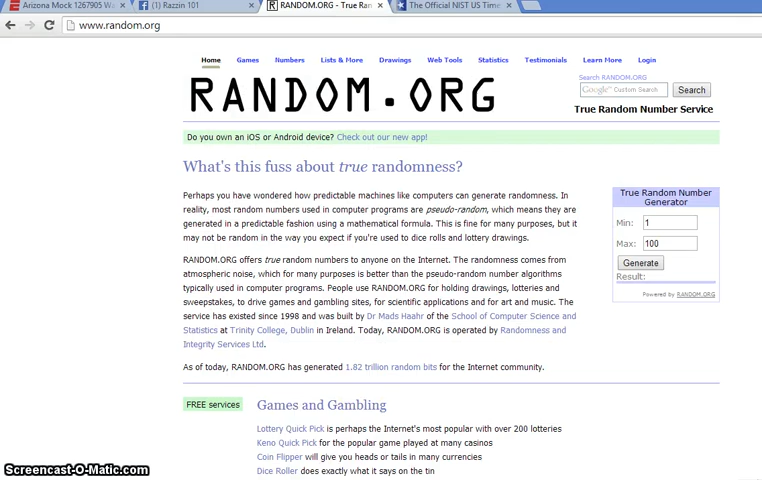 Arizona Mock 1267905 Wa
(1) Razzin 101
RANDOM.ORG - True Ran
The Official NIST US Time
www.random.org
Home Games Numbers Lists & More Drawings Web Tools Statistics Testimonials Learn More Login
RANDOM.ORG
Search RANDOM.ORG
Google™ Custom Search Search
True Random Number Service
Do you own an iOS or Android device? Check out our new app!
What's this fuss about true randomness?
Perhaps you have wondered how predictable machines like computers can generate randomness. In
reality, most random numbers used in computer programs are pseudo-random, which means they are
generated in a predictable fashion using a mathematical formula. This is fine for many purposes, but it
may not be random in the way you expect if you're used to dice rolls and lottery drawings.
RANDOM.ORG offers true random numbers to anyone on the Internet. The randomness comes from
atmospheric noise, which for many purposes is better than the pseudo-random number algorithms
typically used in computer programs. People use RANDOM.ORG for holding drawings, lotteries and
sweepstakes, to drive games and gambling sites, for scientific applications and for art and music. The
service has existed since 1998 and was built by Dr Mads Haahr of the School of Computer Science and
Statistics at Trinity College, Dublin in Ireland. Today, RANDOM.ORG is operated by Randomness and
Integrity Services Ltd.
As of today, RANDOM.ORG has generated 1.82 trillion random bits for the Internet community.
True Random Number
Generator
Min: 1
Max: 100
Generate
Result:
Powered by RANDOM.ORG
FREE services
Games and Gambling
Lottery Quick Pick is perhaps the Internet's most popular with over 200 lotteries
Keno Quick Pick for the popular game played at many casinos
Coin Flipper will give you heads or tails in many currencies
Dice Roller does exactly what it says on the tin
Screencast-O-Matic.com